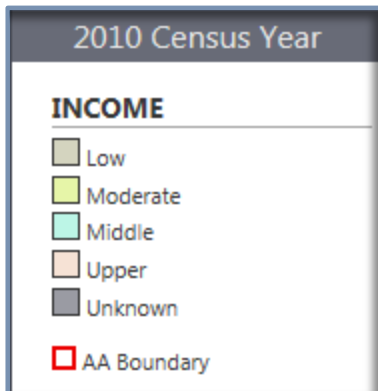 2010 Census Year
INCOME
Low
Moderate
Middle
Upper
Unknown
AA Boundary